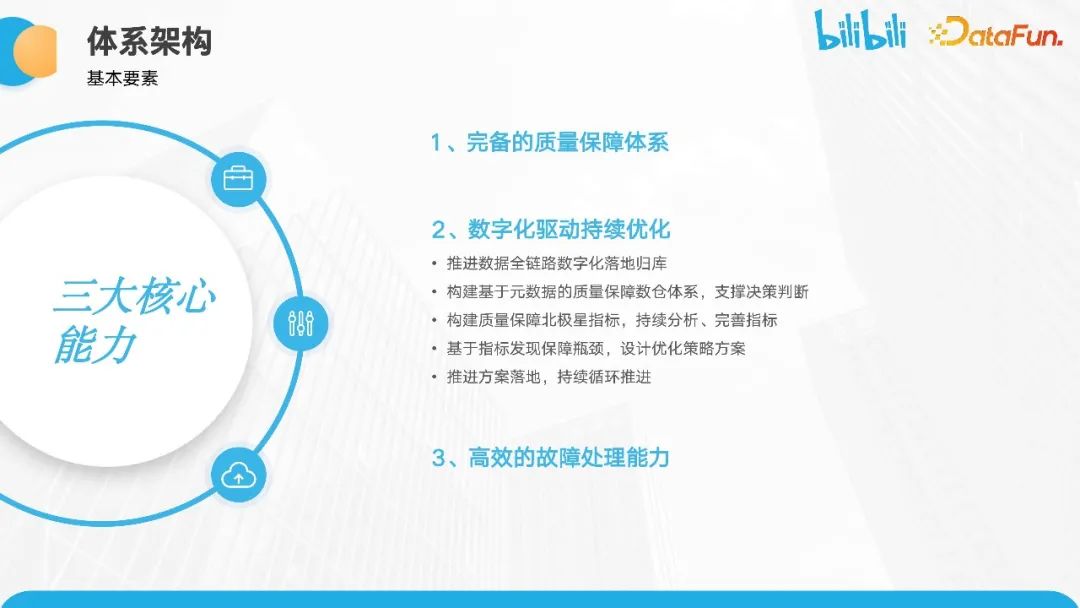 体系架构
基本要素
bilibili
DataFun.
三大核心
能力
1、完备的质量保障体系
2、数字化驱动持续优化
• 推进数据全链路数字化落地归库
• 构建基于元数据的质量保障数仓体系，支撑决策判断
• 构建质量保障北极星指标，持续分析、完善指标
• 基于指标发现保障瓶颈，设计优化策略方案
• 推进方案落地，持续循环推进
3、高效的故障处理能力